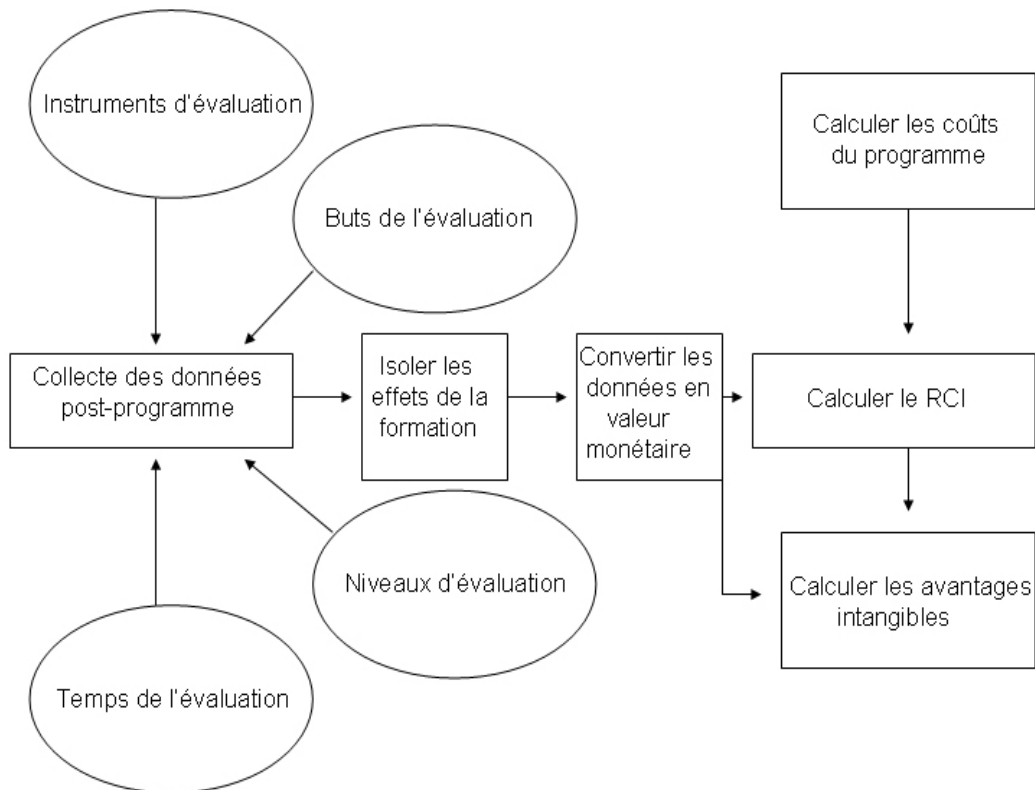 Instruments d'évaluation
Buts de l'évaluation
Calculer les coûts
du programme
Collecte des données
post-programme
Isoler les
effets de la
formation
Convertir les
données en
valeur
monétaire
Calculer le RCI
Niveaux d'évaluation
Calculer les avantages
intangibles
Temps de l'évaluation